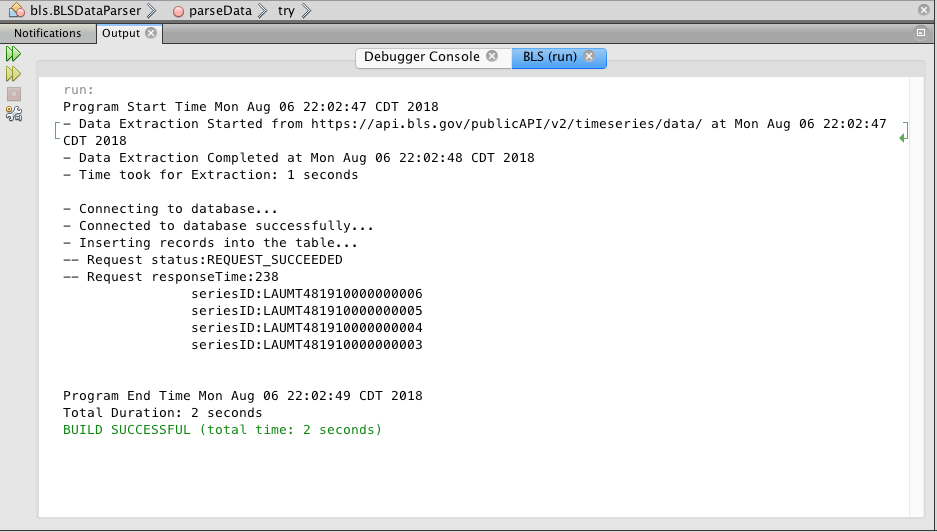 bls.BLSDataParser parseData try
Notifications Output
Debugger Console BLS (run)
run:
Program Start Time Mon Aug 06 22:02:47 CDT 2018
- Data Extraction Started from https://api.bls.gov/publicAPI/v2/timeseries/data/ at Mon Aug 06 22:02:47
CDT 2018
- Data Extraction Completed at Mon Aug 06 22:02:48 CDT 2018
- Time took for Extraction: 1 seconds
- Connecting to database...
- Connected to database successfully...
- Inserting records into the table...
-- Request status:REQUEST_SUCCEEDED
-- Request responseTime:238
seriesID:LAUMT481910000000006
seriesID:LAUMT481910000000005
seriesID:LAUMT481910000000004
seriesID:LAUMT481910000000003
Program End Time Mon Aug 06 22:02:49 CDT 2018
Total Duration: 2 seconds
BUILD SUCCESSFUL (total time: 2 seconds)